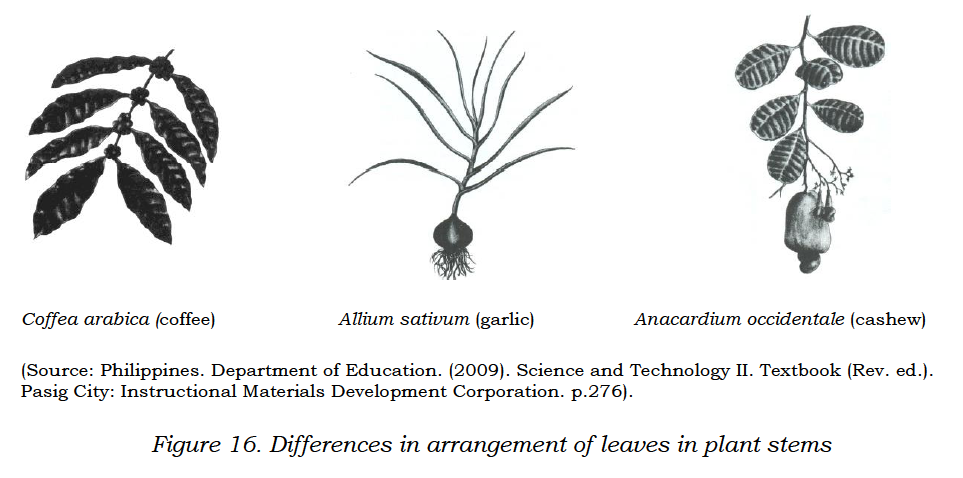 Coffea arabica (coffee)
Allium sativum (garlic)
Anacardium occidentale (cashew)
(Source: Philippines. Department of Education. (2009). Science and Technology II. Textbook (Rev. ed.).
Pasig City: Instructional Materials Development Corporation. p.276).
Figure 16. Differences in arrangement of leaves in plant stems